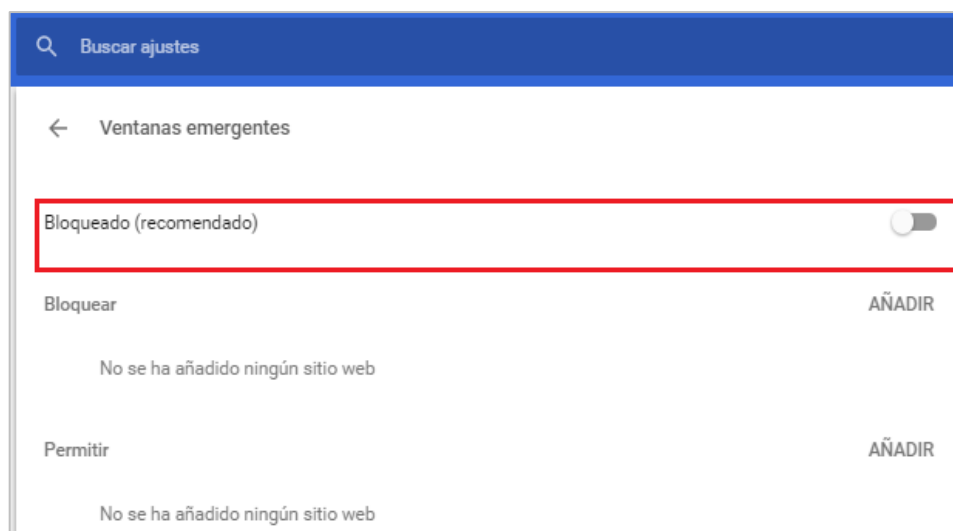 Buscar ajustes
Ventanas emergentes
Bloqueado (recomendado)
Bloquear AÑADIR
No se ha añadido ningún sitio web
Permitir AÑADIR
No se ha añadido ningún sitio web